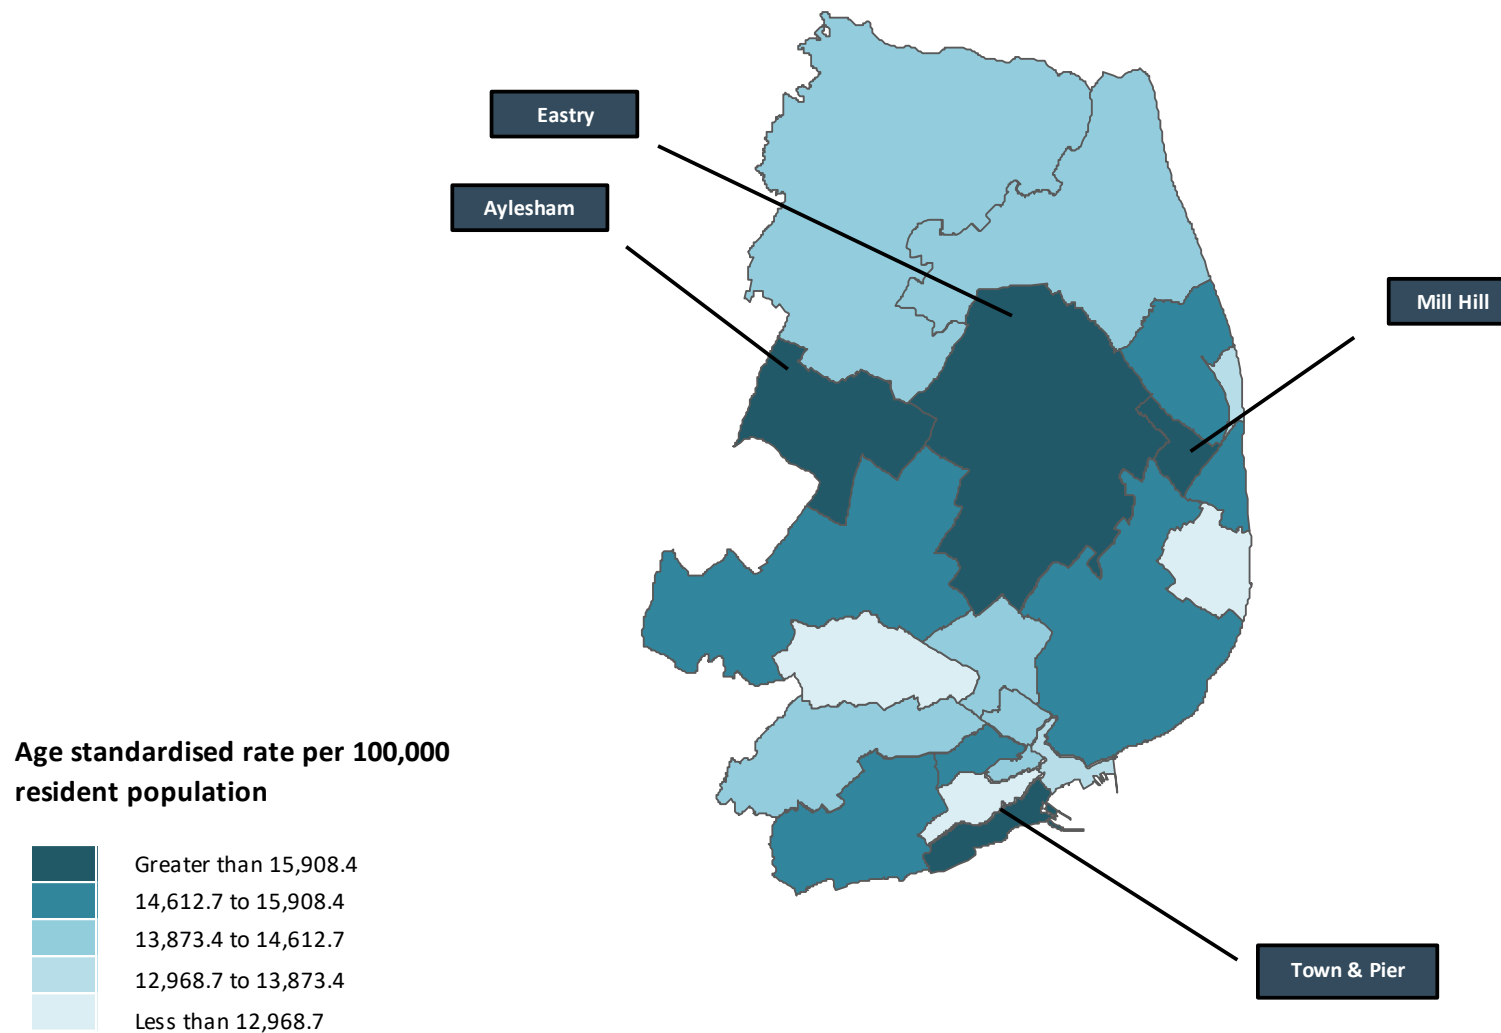 Eastry
Aylesham
Mill Hill
Age standardised rate per 100,000
resident population
Greater than 15,908.4
14,612.7 to 15,908.4
13,873.4 to 14,612.7
12,968.7 to 13,873.4
Less than 12,968.7
Town & Pier